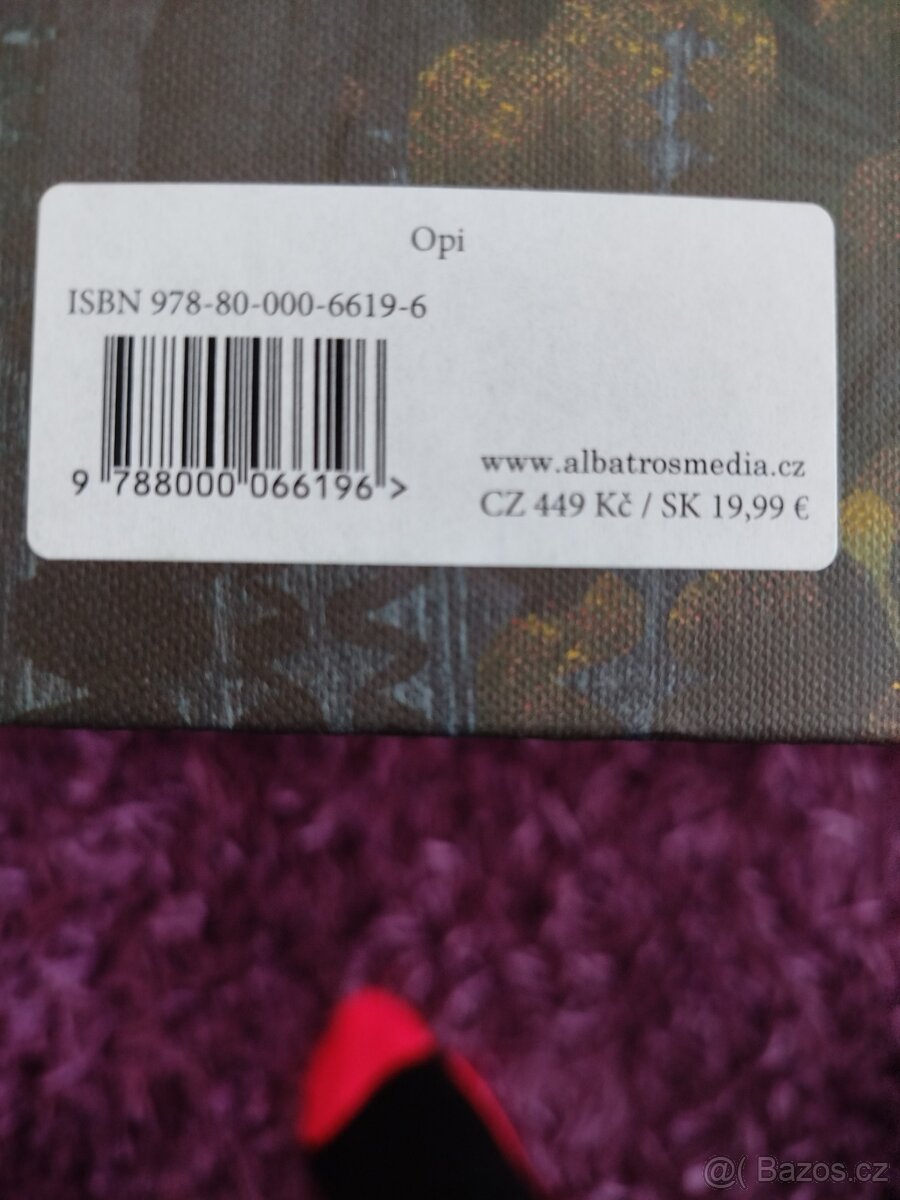 Opi
ISBN 978-80-000-6619-6
9 788000 066196 >
www.albatrosmedia.cz
CZ 449 Kč / SK 19,99 €
@( Bazos.cz